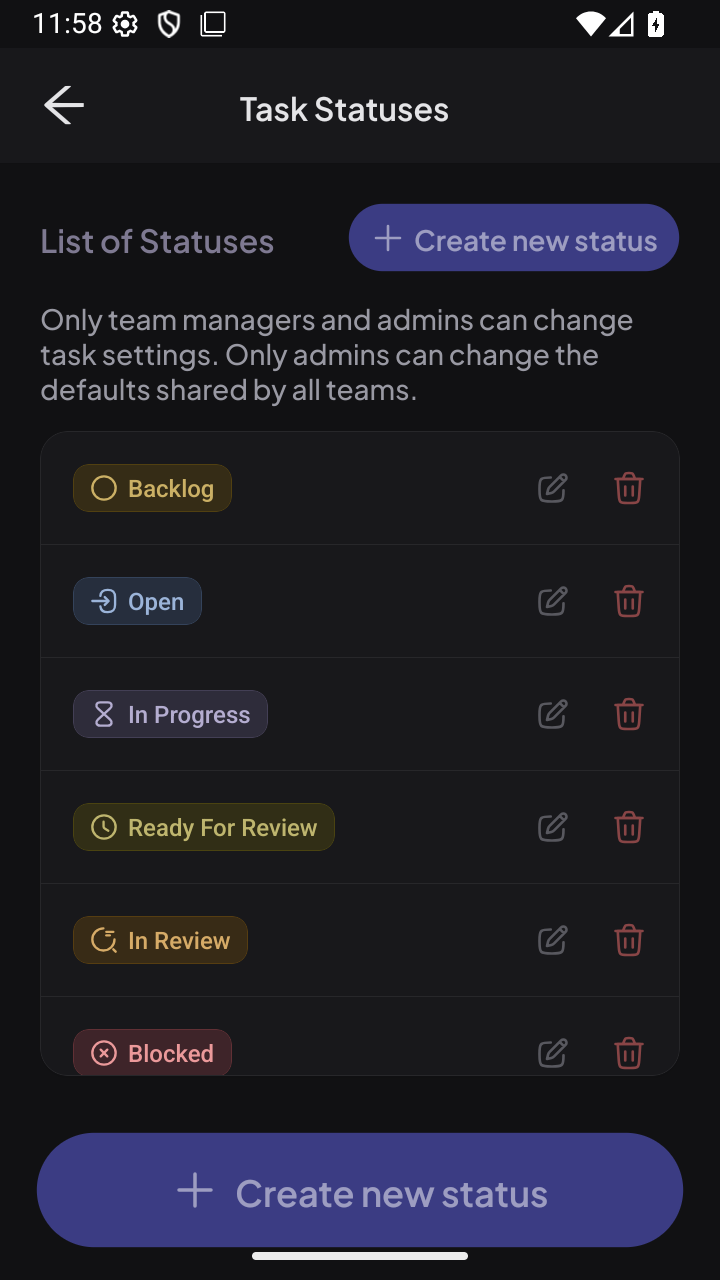 11:58
Task Statuses
List of Statuses
Create new status
Only team managers and admins can change
task settings. Only admins can change the
defaults shared by all teams.
Backlog
Open
In Progress
Ready For Review
In Review
Blocked
Create new status